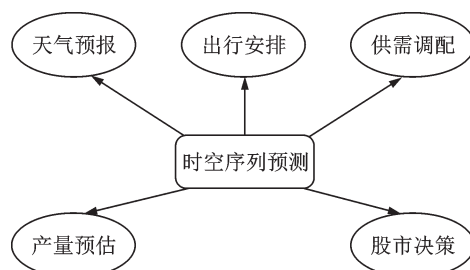 天气预报
出行安排
供需调配
时空序列预测
产量预估
股市决策